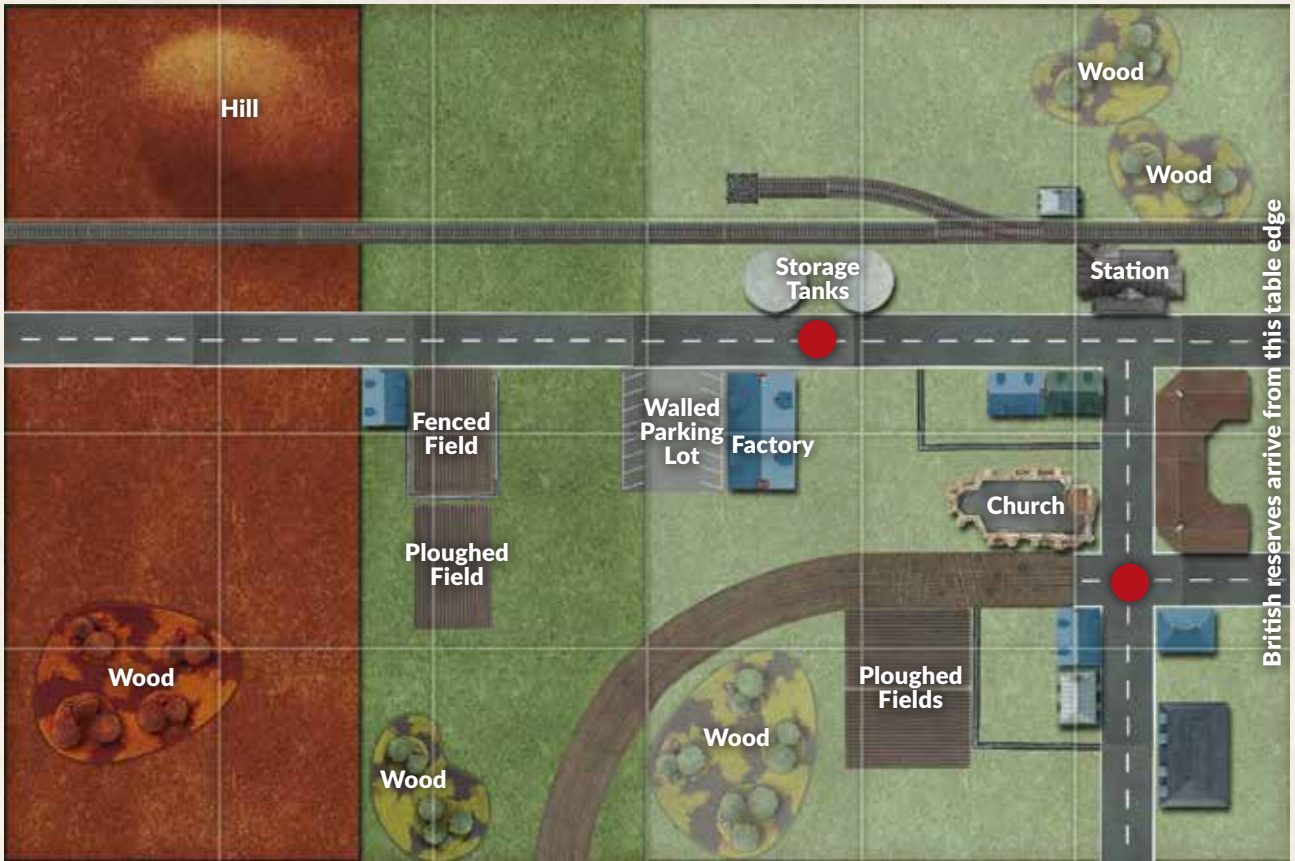 Wood
Hill
Wood
Storage
Tanks
Station
Fenced
Field
Walled
Parking
Lot
Factory
Church
Ploughed
Field
Wood
Ploughed
Fields
Wood
Wood
British reserves arrive from this table edge